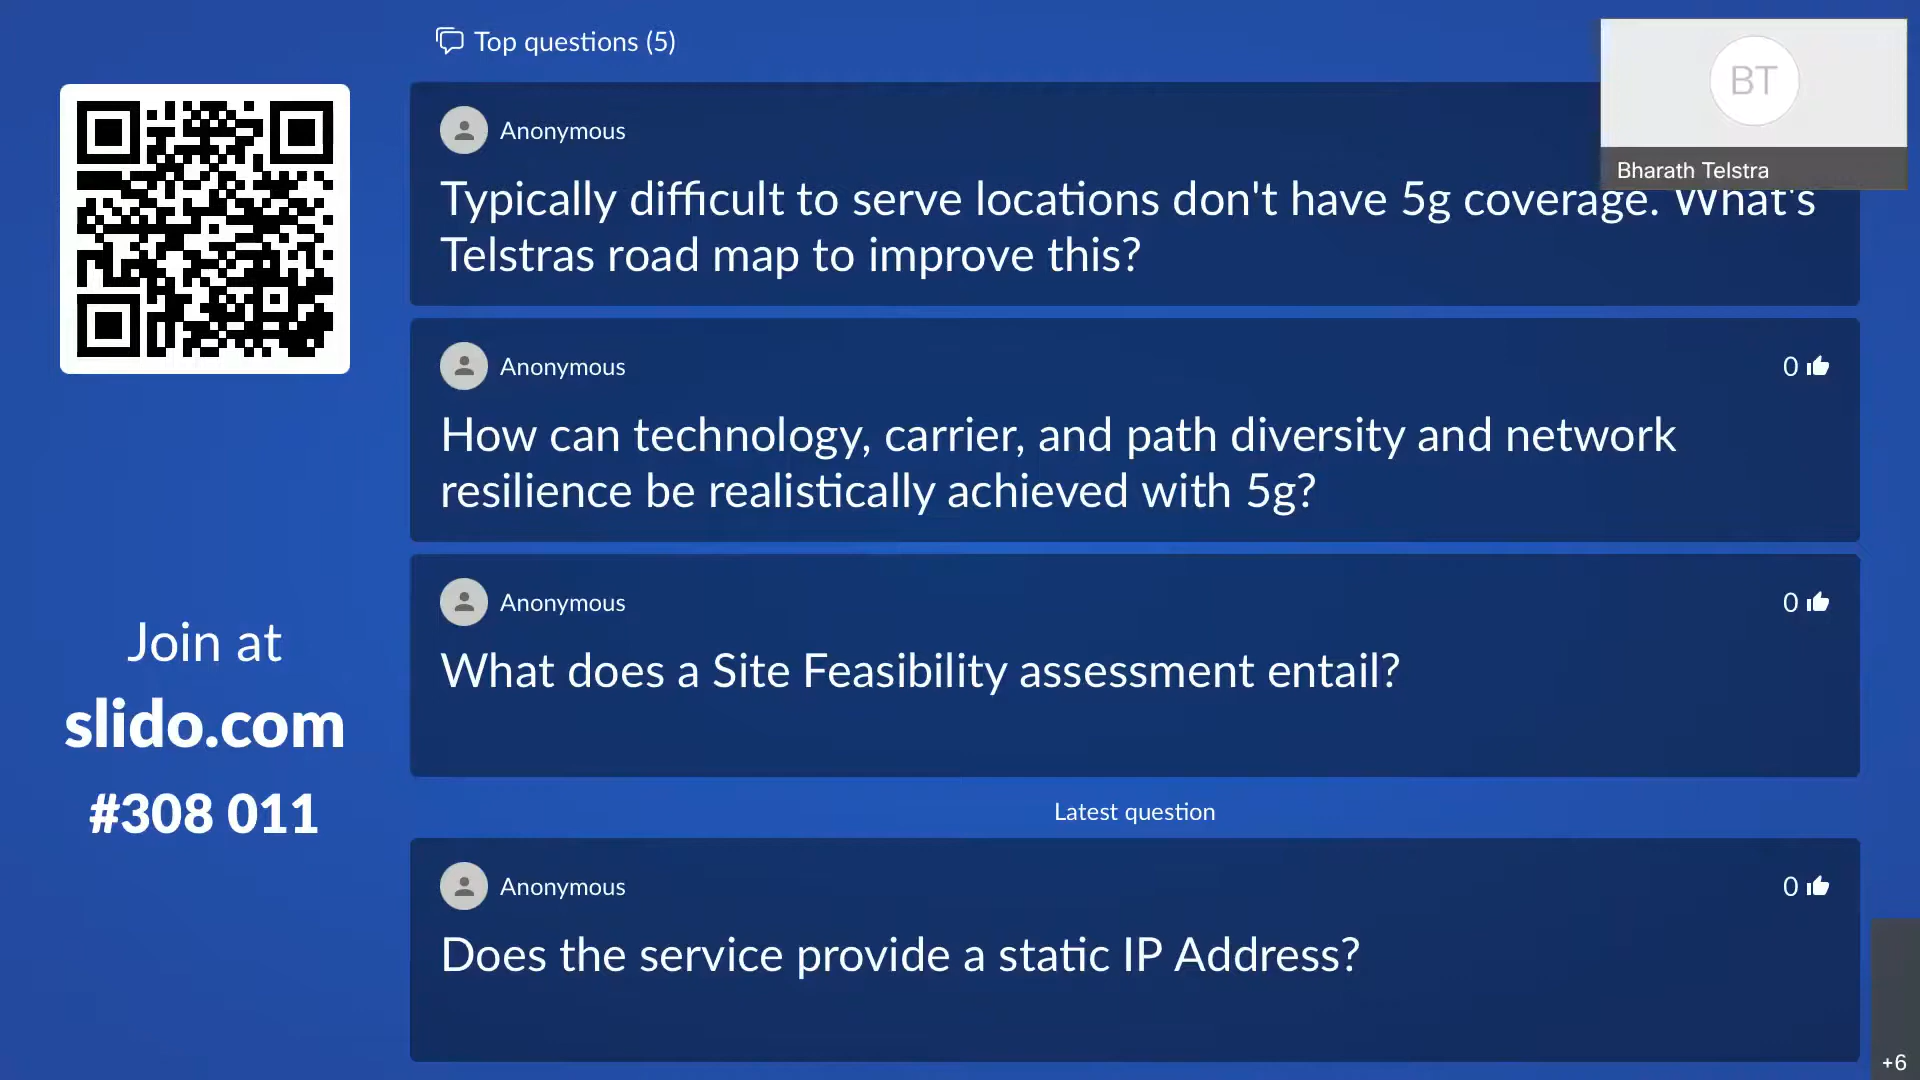 Top questions (5)
BT
Bharath Telstra
Anonymous
Typically difficult to serve locations don't have 5g coverage. What's
Telstras road map to improve this?
Anonymous
0
How can technology, carrier, and path diversity and network
resilience be realistically achieved with 5g?
Anonymous
0
What does a Site Feasibility assessment entail?
Join at
slido.com
#308 011
Latest question
Anonymous
0
Does the service provide a static IP Address?
+6